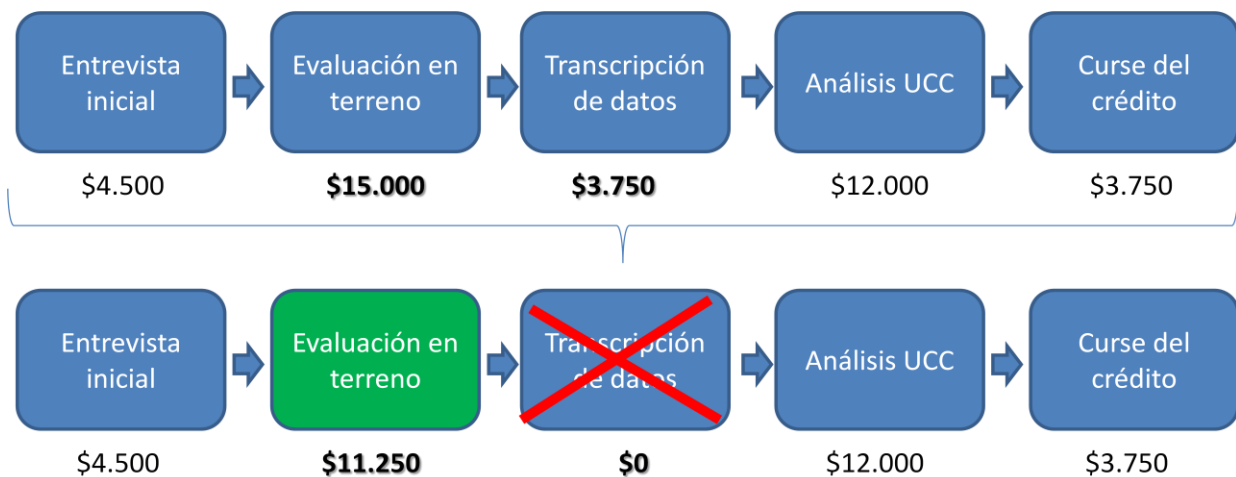 Entrevista
inicial
Evaluación en
terreno
Transcripción
de datos
Análisis UCC
Curse del
crédito
$4.500
$15.000
$3.750
$12.000
$3.750
Entrevista
inicial
Evaluación en
terreno
Transcripción
de datos
Análisis UCC
Curse del
crédito
$4.500
$11.250
$0
$12.000
$3.750